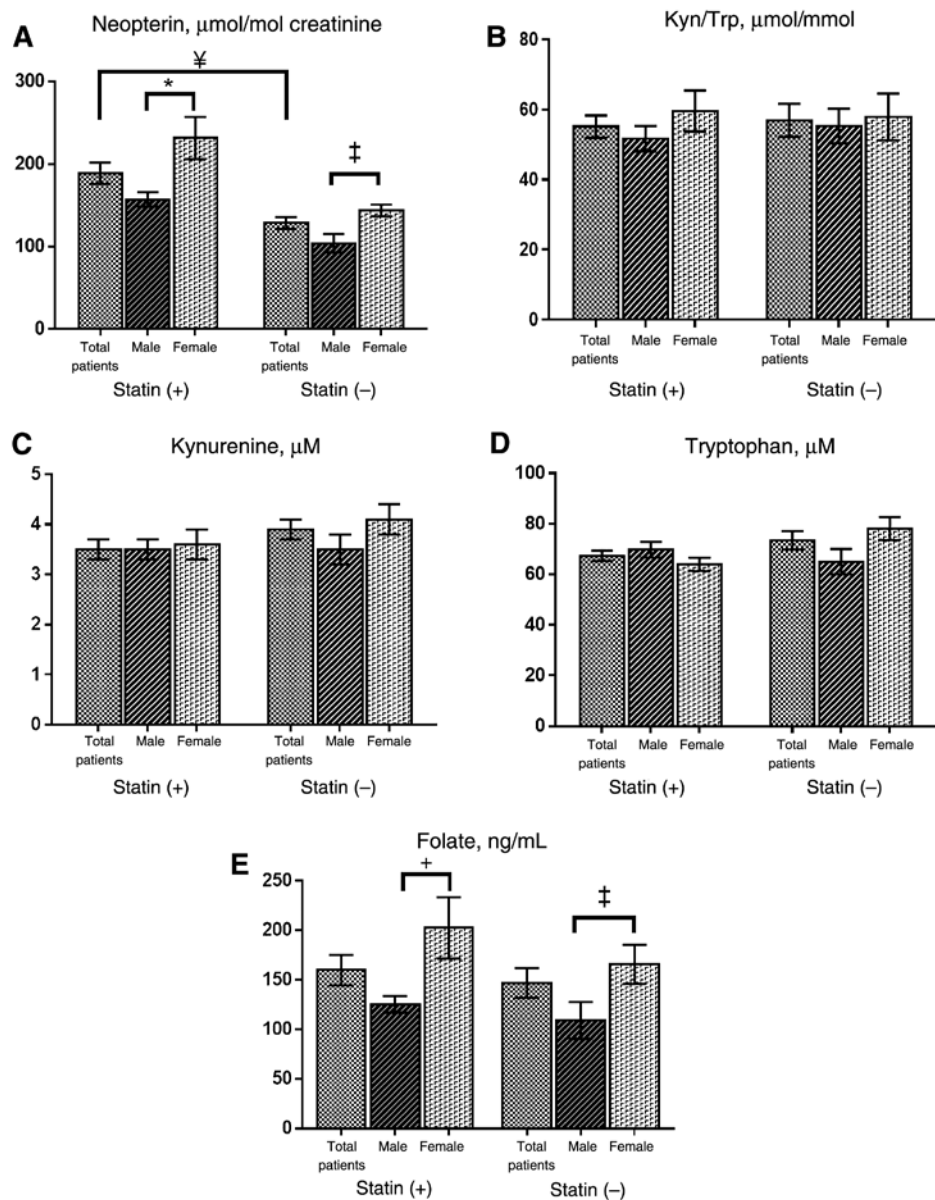 A
Neopterin, μmol/mol creatinine
¥
*
‡
300
200
100
0
Total patients
Male
Female
Total patients
Male
Female
Statin (+)
Statin (–)
B
Kyn/Trp, μmol/mmol
80
60
40
20
0
Total patients
Male
Female
Total patients
Male
Female
Statin (+)
Statin (–)
C
Kynurenine, μM
5
4
3
2
1
0
Total patients
Male
Female
Total patients
Male
Female
Statin (+)
Statin (–)
D
Tryptophan, μM
100
80
60
40
20
0
Total patients
Male
Female
Total patients
Male
Female
Statin (+)
Statin (–)
E
Folate, ng/mL
+
‡
250
200
150
100
50
0
Total patients
Male
Female
Total patients
Male
Female
Statin (+)
Statin (–)